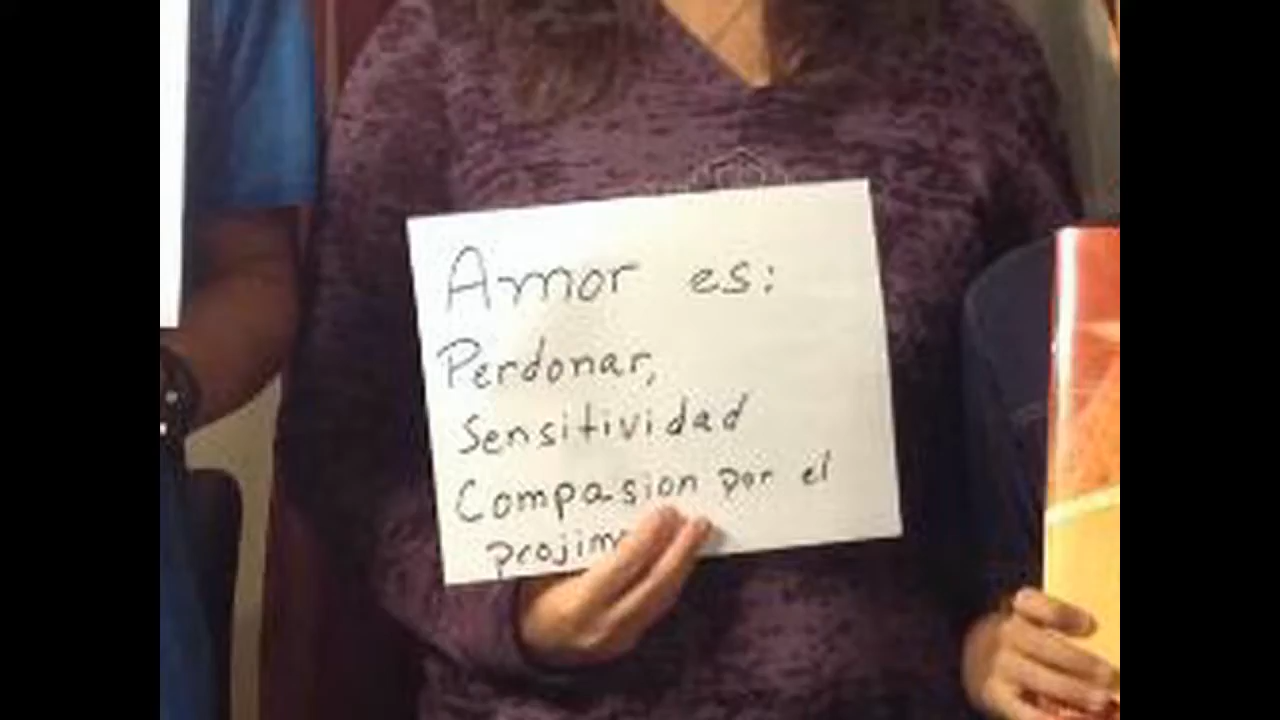 Amor es:
Perdonar,
Sensitividad
Compasion por el